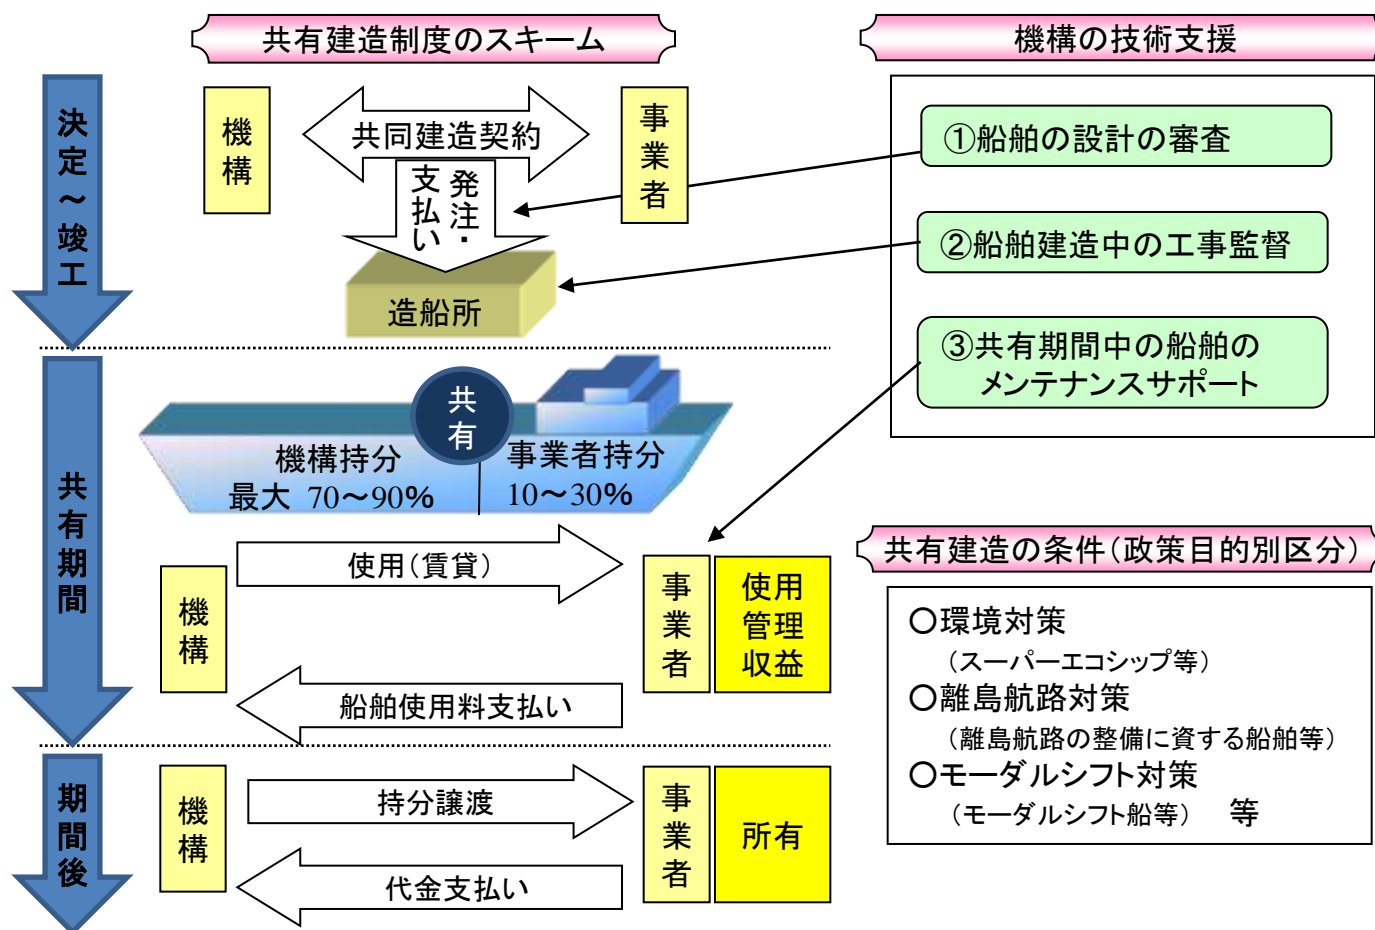 共有建造制度のスキーム
決定～竣工
機構
共同建造契約
事業者
発注・
支払い
造船所
共有期間
共有
機構持分
最大 70～90%
事業者持分
10～30%
使用（賃貸）
機構
事業者
使用
管理
収益
船舶使用料支払い
期間後
機構
持分譲渡
事業者
所有
代金支払い
機構の技術支援
①船舶の設計の審査
②船舶建造中の工事監督
③共有期間中の船舶の
メンテナンスサポート
共有建造の条件（政策目的別区分）
○環境対策
（スーパーエコシップ等）
○離島航路対策
（離島航路の整備に資する船舶等）
○モーダルシフト対策
（モーダルシフト船等） 等